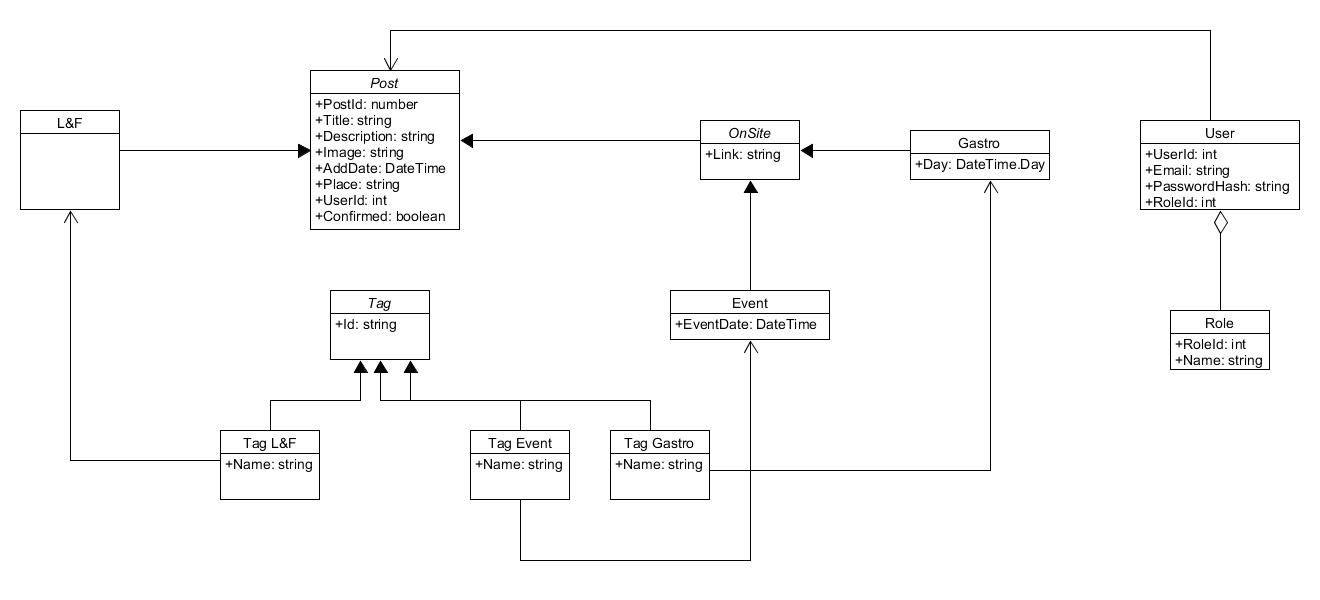 Post
+PostId: number
+Title: string
+Description: string
+Image: string
+AddDate: DateTime
+Place: string
+UserId: int
+Confirmed: boolean
L&F
OnSite
+Link: string
Gastro
+Day: DateTime.Day
User
+UserId: int
+Email: string
+PasswordHash: string
+RoleId: int
Tag
+Id: string
Event
+EventDate: DateTime
Role
+RoleId: int
+Name: string
Tag L&F
+Name: string
Tag Event
+Name: string
Tag Gastro
+Name: string